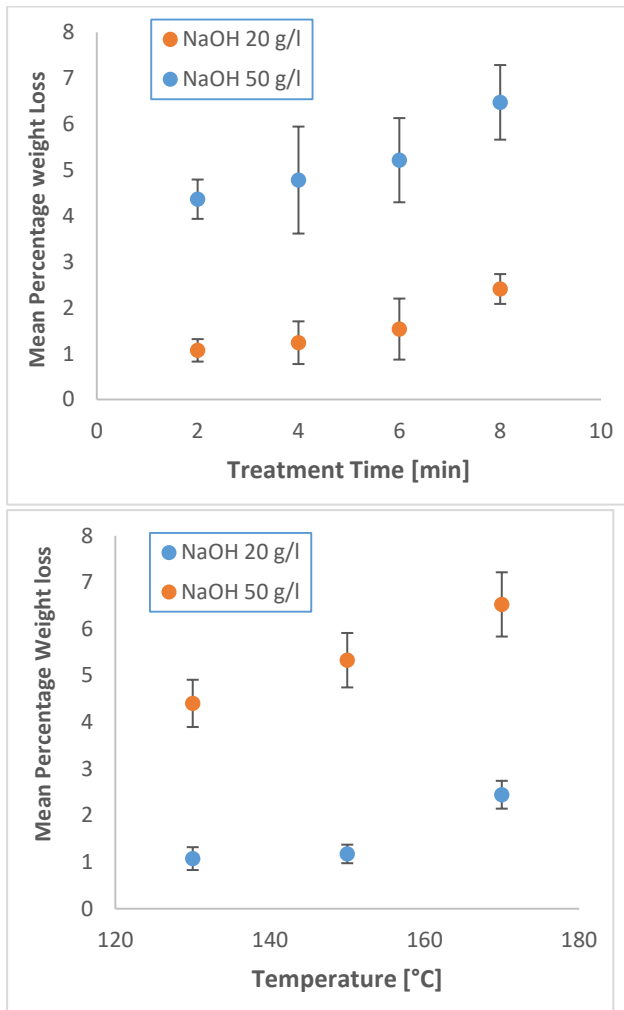 8
NaOH 20 g/l
7
NaOH 50 g/l
6
5
4
3
2
1
0
0 2 4 6 8 10
Mean Percentage weight Loss
Treatment Time [min]
8
NaOH 20 g/l
7
NaOH 50 g/l
6
5
4
3
2
1
0
120 140 160 180
Mean Percentage Weight loss
Temperature [°C]